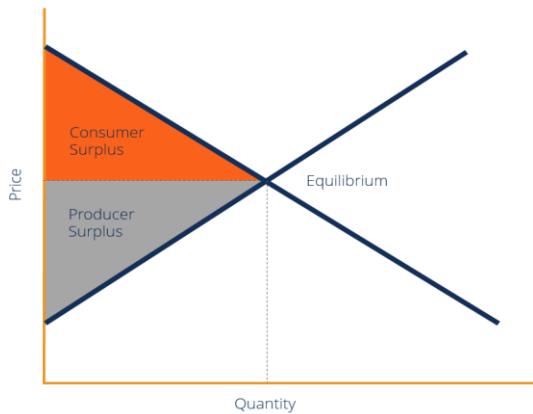 Consumer
Surplus
Price
Equilibrium
Producer
Surplus
Quantity